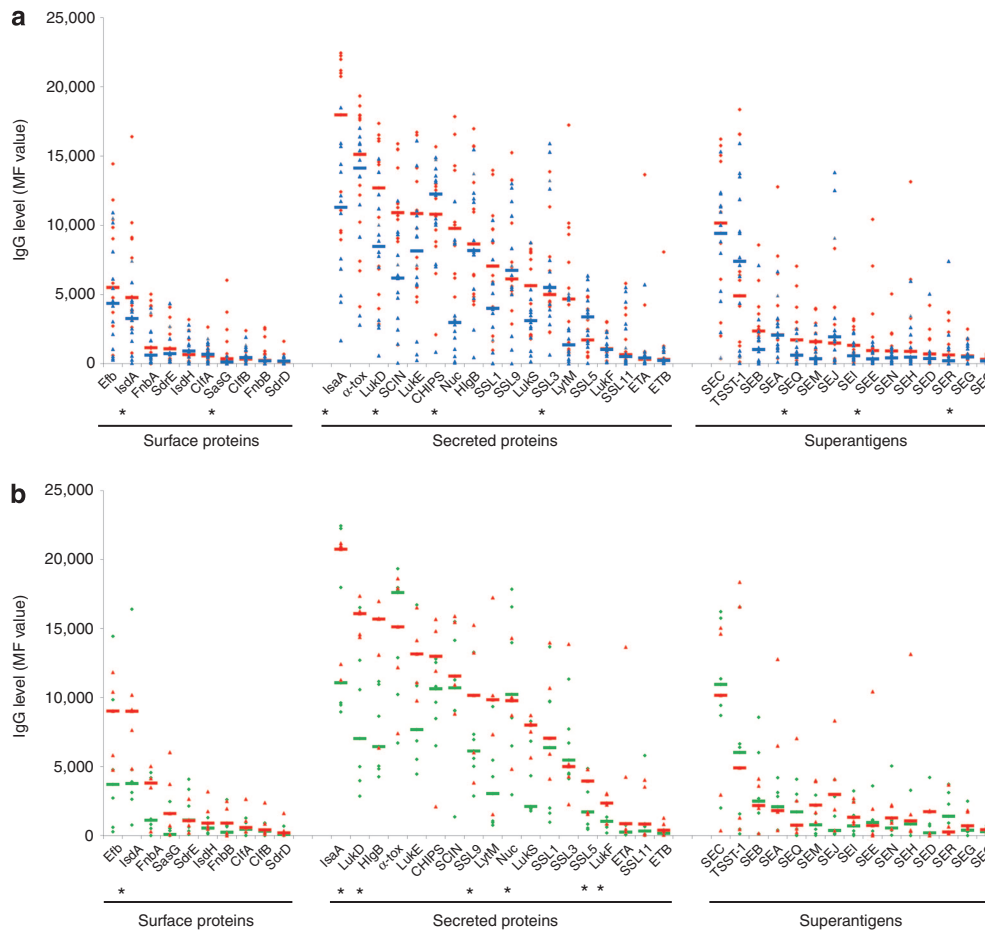 a
25,000
20,000
15,000
10,000
5,000
0
IgG level (MF value)
Efb IsdA FnbA SdrE IsdH ClfA SasG ClfB FnbB SdrD
IsaA α-tox LukD SCIN LukE CHIPS Nuc HlgB SSL1 SSL9 LukS SSL3 LytM SSL5 LukF SSL11 ETA ETB
SEC TSST-1 SEB SEA SEQ SEM SEJ SEI SEE SEN SEH SED SER SEG
* * * * * * * * *
Surface proteins Secreted proteins Superantigens
b
25,000
20,000
15,000
10,000
5,000
0
IgG level (MF value)
Efb IsdA FnbA SasG SdrE IsdH FnbB ClfA ClfB SdrD
IsaA LukD HlgB α-tox LukE CHIPS SCIN SSL9 LytM Nuc LukS SSL1 SSL3 SSL5 LukF ETA SSL11 ETB
SEC TSST-1 SEB SEA SEQ SEM SEJ SEI SEE SEN SEH SED SER SEG
* * * * * * *
Surface proteins Secreted proteins Superantigens